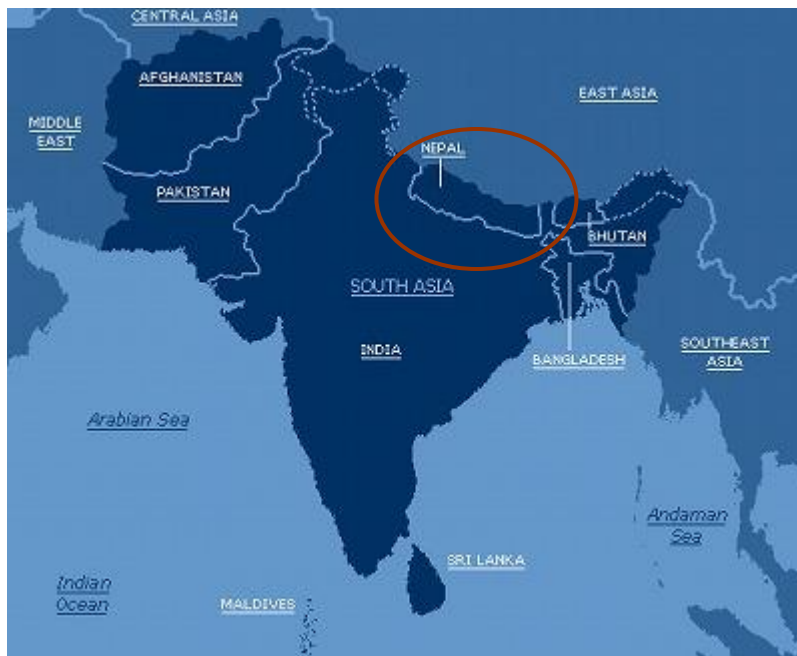 CENTRAL ASIA
AFGHANISTAN
EAST ASIA
MIDDLE
EAST
NEPAL
PAKISTAN
BHUTAN
SOUTH ASIA
INDIA
BANGLADESH
SOUTHEAST
ASIA
Arabian Sea
Andaman
Sea
SRI LANKA
Indian
Ocean
MALDIVES